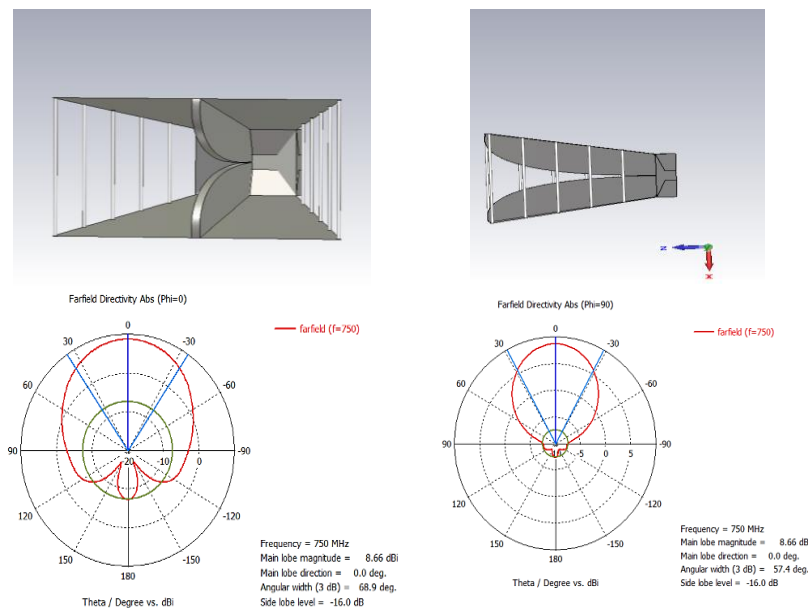 z
x
Farfield Directivity Abs (Phi=0)
farfield (f=750)
0
30
-30
60
-60
90
-90
-20
-10
0
120
-120
150
-150
180
Theta / Degree vs. dBi
Frequency = 750 MHz
Main lobe magnitude = 8.66 dBi
Main lobe direction = 0.0 deg.
Angular width (3 dB) = 68.9 deg.
Side lobe level = -16.0 dB
Farfield Directivity Abs (Phi=90)
farfield (f=750)
0
30
-30
60
-60
90
-90
-5
0
5
120
-120
150
-150
180
Theta / Degree vs. dBi
Frequency = 750 MHz
Main lobe magnitude = 8.66 dB
Main lobe direction = 0.0 deg.
Angular width (3 dB) = 57.4 deg.
Side lobe level = -16.0 dB